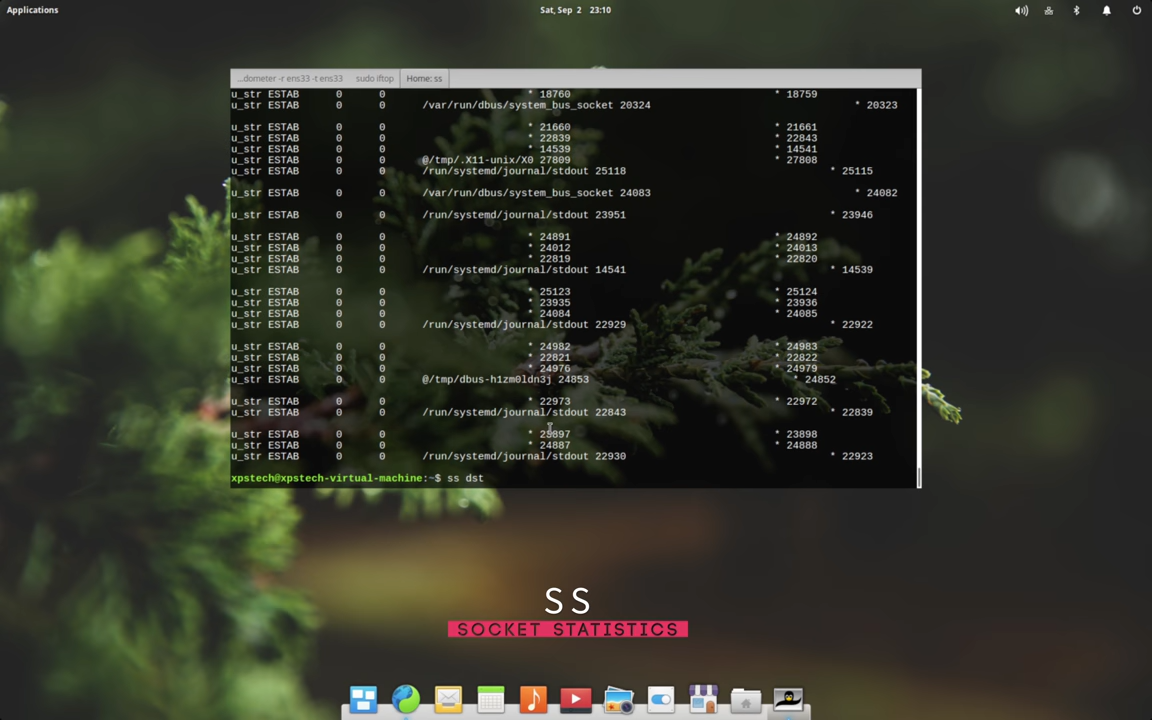 Applications
Sat, Sep 2 23:10
...dometer -r ens33 -t ens33 sudo iftop Home: ss
u_str ESTAB 0 0 * 18760 * 18759
u_str ESTAB 0 0 /var/run/dbus/system_bus_socket 20324 * 20323
u_str ESTAB 0 0 * 21660 * 21661
u_str ESTAB 0 0 * 22839 * 22843
u_str ESTAB 0 0 * 14539 * 14541
u_str ESTAB 0 0 @/tmp/.X11-unix/X0 27809 * 27808
u_str ESTAB 0 0 /run/systemd/journal/stdout 25118 * 25115
u_str ESTAB 0 0 /var/run/dbus/system_bus_socket 24083 * 24082
u_str ESTAB 0 0 /run/systemd/journal/stdout 23951 * 23946
u_str ESTAB 0 0 * 24891 * 24892
u_str ESTAB 0 0 * 24012 * 24013
u_str ESTAB 0 0 * 22819 * 22820
u_str ESTAB 0 0 /run/systemd/journal/stdout 14541 * 14539
u_str ESTAB 0 0 * 25123 * 25124
u_str ESTAB 0 0 * 23935 * 23936
u_str ESTAB 0 0 * 24084 * 24085
u_str ESTAB 0 0 /run/systemd/journal/stdout 22929 * 22922
u_str ESTAB 0 0 * 24982 * 24983
u_str ESTAB 0 0 * 22821 * 22822
u_str ESTAB 0 0 * 24976 * 24979
u_str ESTAB 0 0 @/tmp/dbus-h1zm0ldn3j 24853 * 24852
u_str ESTAB 0 0 * 22973 * 22972
u_str ESTAB 0 0 /run/systemd/journal/stdout 22843 * 22839
u_str ESTAB 0 0 * 23898
u_str ESTAB 0 0 * 24887 * 24888
u_str ESTAB 0 0 /run/systemd/journal/stdout 22930 * 22923
xpstech@xpstech-virtual-machine:~$ ss dst
SS
SOCKET STATISTICS